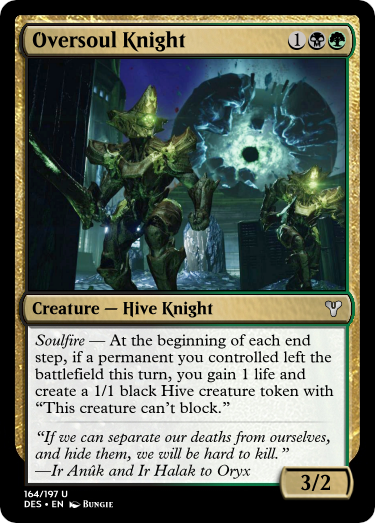 Oversoul Knight 1
Creature — Hive Knight
Soulfire — At the beginning of each end
step, if a permanent you controlled left the
battlefield this turn, you gain 1 life and
create a 1/1 black Hive creature token with
“This creature can’t block.”
“If we can separate our deaths from ourselves,
and hide them, we will be hard to kill.”
—Ir Anûk and Ir Halak to Oryx
3/2
164/197 U
DES • EN Bungie